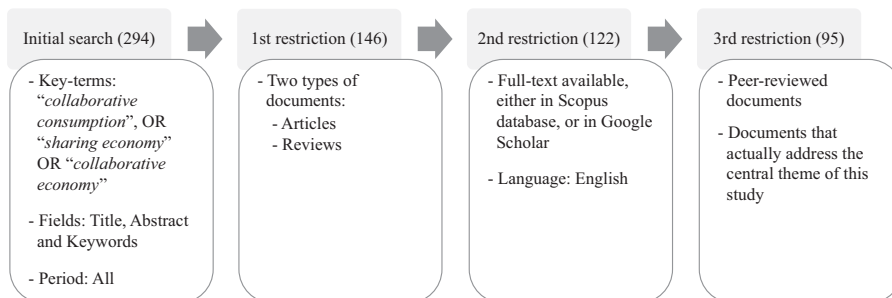 Initial search (294)
- Key-terms:
“collaborative
consumption”, OR
“sharing economy”
OR “collaborative
economy”
- Fields: Title, Abstract
and Keywords
- Period: All
1st restriction (146)
- Two types of
documents:
- Articles
- Reviews
2nd restriction (122)
- Full-text available,
either in Scopus
database, or in Google
Scholar
- Language: English
3rd restriction (95)
- Peer-reviewed
documents
- Documents that
actually address the
central theme of this
study